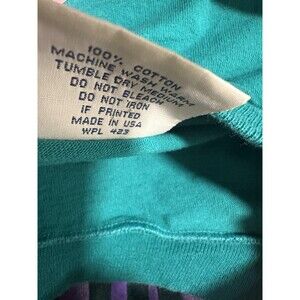 100% COTTON
MACHINE WASH WARM
TUMBLE DRY MEDIUM
DO NOT BLEACH
DO NOT IRON
IF PRINTED
MADE IN USA
WPL 423